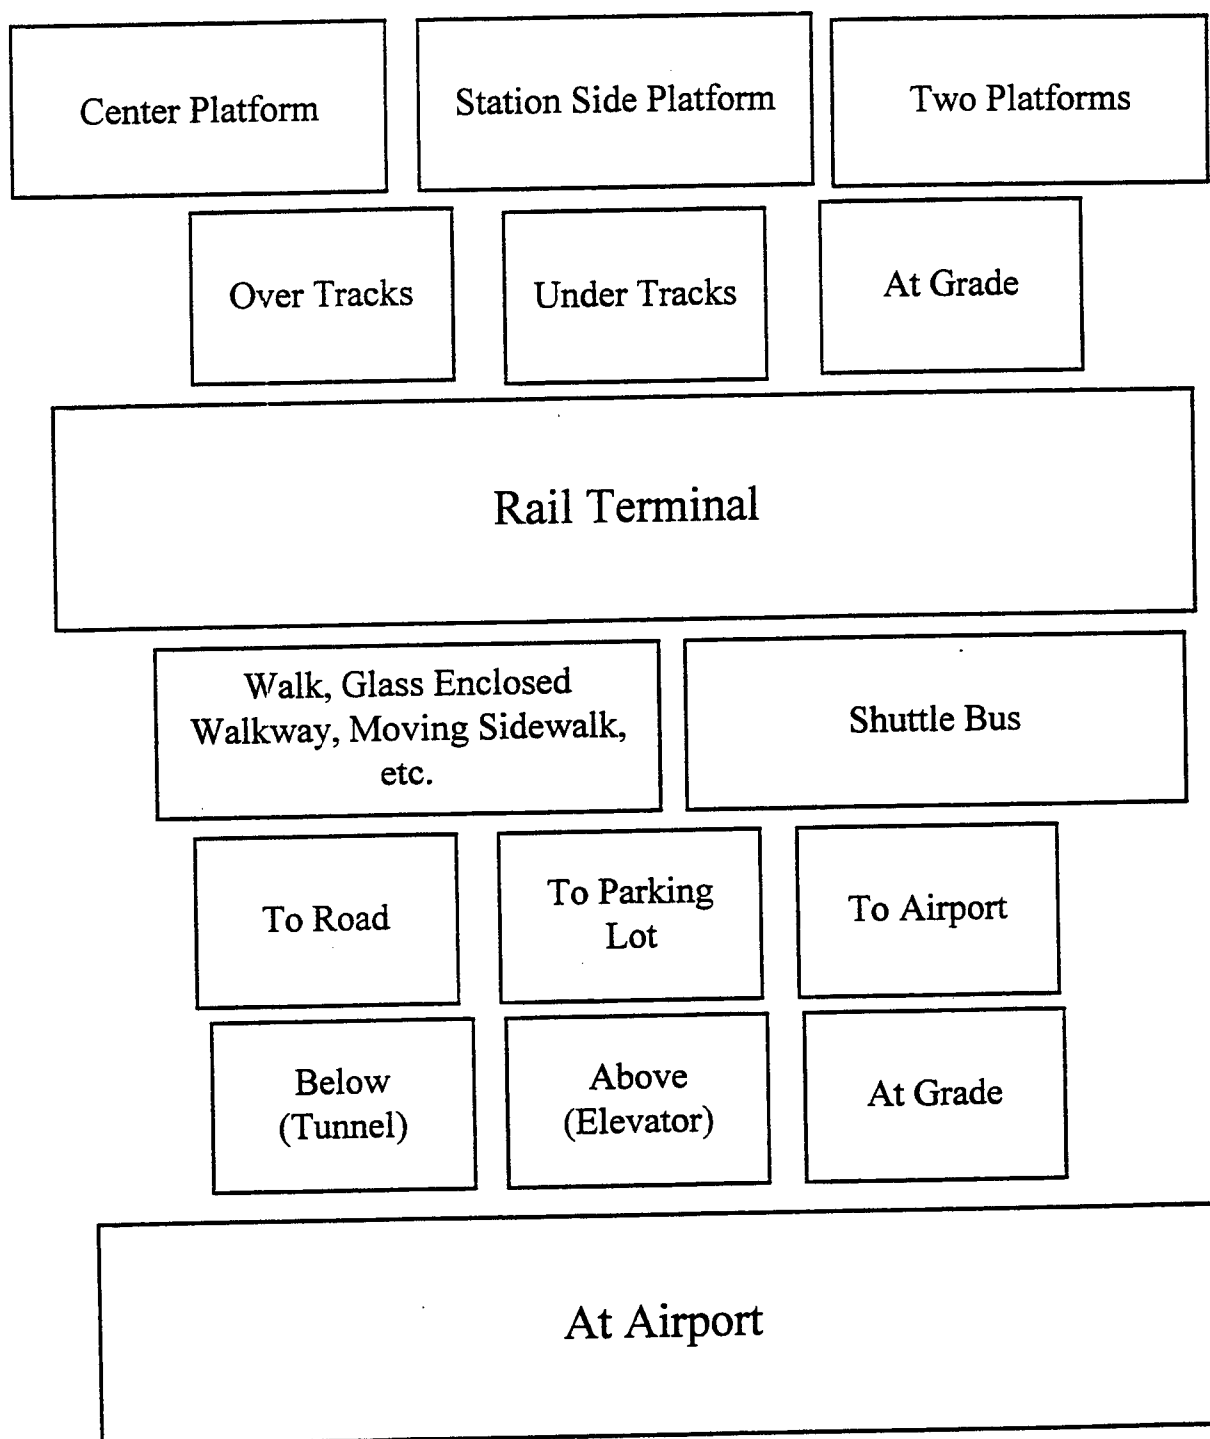 Center Platform
Station Side Platform
Two Platforms
Over Tracks
Under Tracks
At Grade
Rail Terminal
Walk, Glass Enclosed
Walkway, Moving Sidewalk,
etc.
Shuttle Bus
To Road
To Parking
Lot
To Airport
Below
(Tunnel)
Above
(Elevator)
At Grade
At Airport